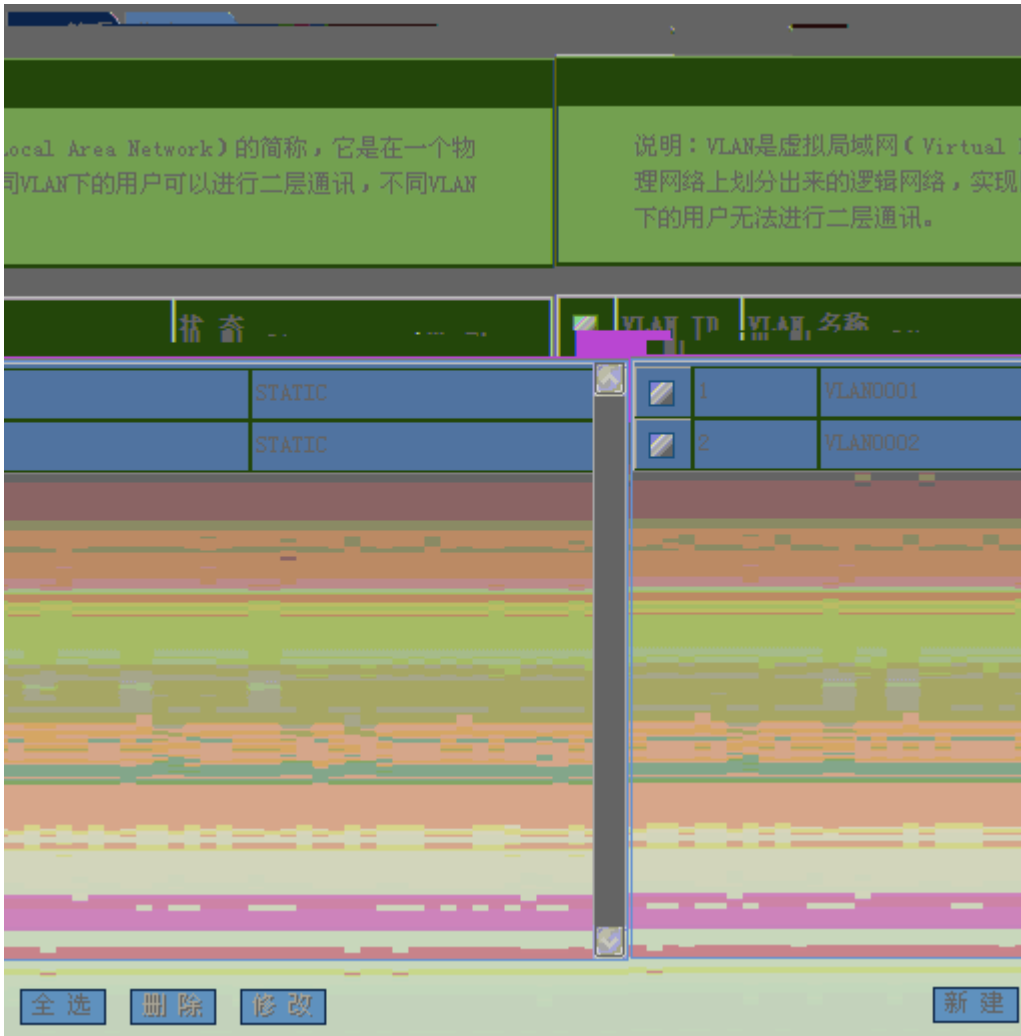 Local Area Network)的简称，它是在一个物
同VLAN下的用户可以进行二层通讯，不同VLAN
说明：VLAN是虚拟局域网(Virtual
理网络上划分出来的逻辑网络，实现
下的用户无法进行二层通讯。
状 态
VLAN ID VLAN 名称
STATIC
1 VLAN0001
STATIC
2 VLAN0002
全选 删除 修改 新建